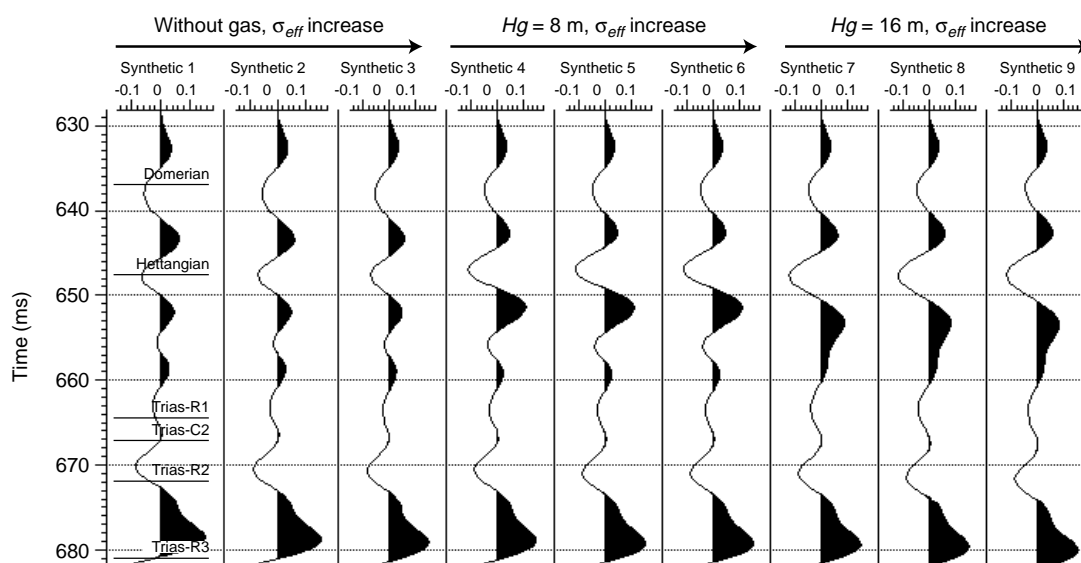 Without gas, σeff increase
Hg = 8 m, σeff increase
Hg = 16 m, σeff increase
Synthetic 1 Synthetic 2 Synthetic 3 Synthetic 4 Synthetic 5 Synthetic 6 Synthetic 7 Synthetic 8 Synthetic 9
-0.1 0 0.1 -0.1 0 0.1 -0.1 0 0.1 -0.1 0 0.1 -0.1 0 0.1 -0.1 0 0.1 -0.1 0 0.1 -0.1 0 0.1 -0.1 0 0.1
Time (ms)
630
Domerian
640
Hettangian
650
660
Trias-R1
Trias-C2
670
Trias-R2
Trias-R3
680